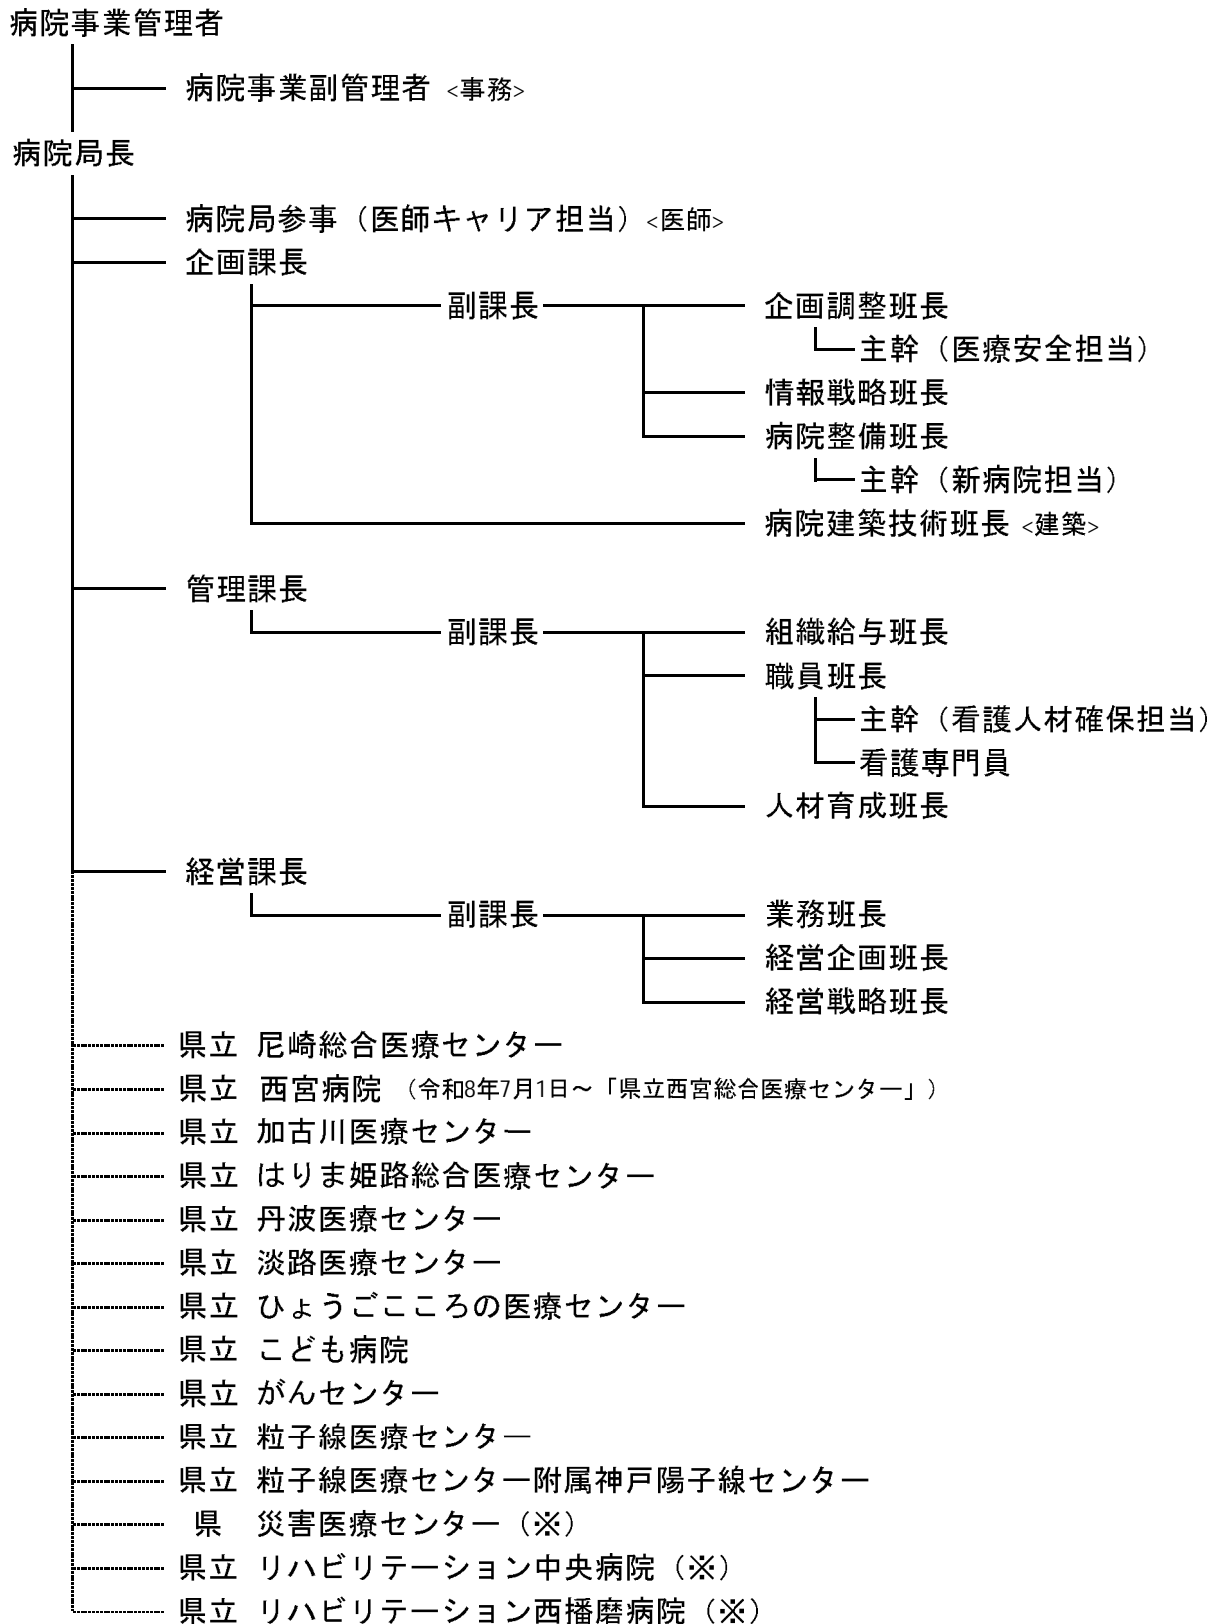 病院事業管理者
病院事業副管理者 <事務>
病院局長
病院局参事（医師キャリア担当）<医師>
企画課長
副課長 企画調整班長
主幹（医療安全担当）
情報戦略班長
病院整備班長
主幹（新病院担当）
病院建築技術班長 <建築>
管理課長
副課長 組織給与班長
職員班長
主幹（看護人材確保担当）
看護専門員
人材育成班長
経営課長
副課長 業務班長
経営企画班長
経営戦略班長
県立 尼崎総合医療センター
県立 西宮病院 （令和8年7月1日～「県立西宮総合医療センター」）
県立 加古川医療センター
県立 はりま姫路総合医療センター
県立 丹波医療センター
県立 淡路医療センター
県立 ひょうごこころの医療センター
県立 こども病院
県立 がんセンター
県立 粒子線医療センター
県立 粒子線医療センター附属神戸陽子線センター
県 災害医療センター（※）
県立 リハビリテーション中央病院（※）
県立 リハビリテーション西播磨病院（※）